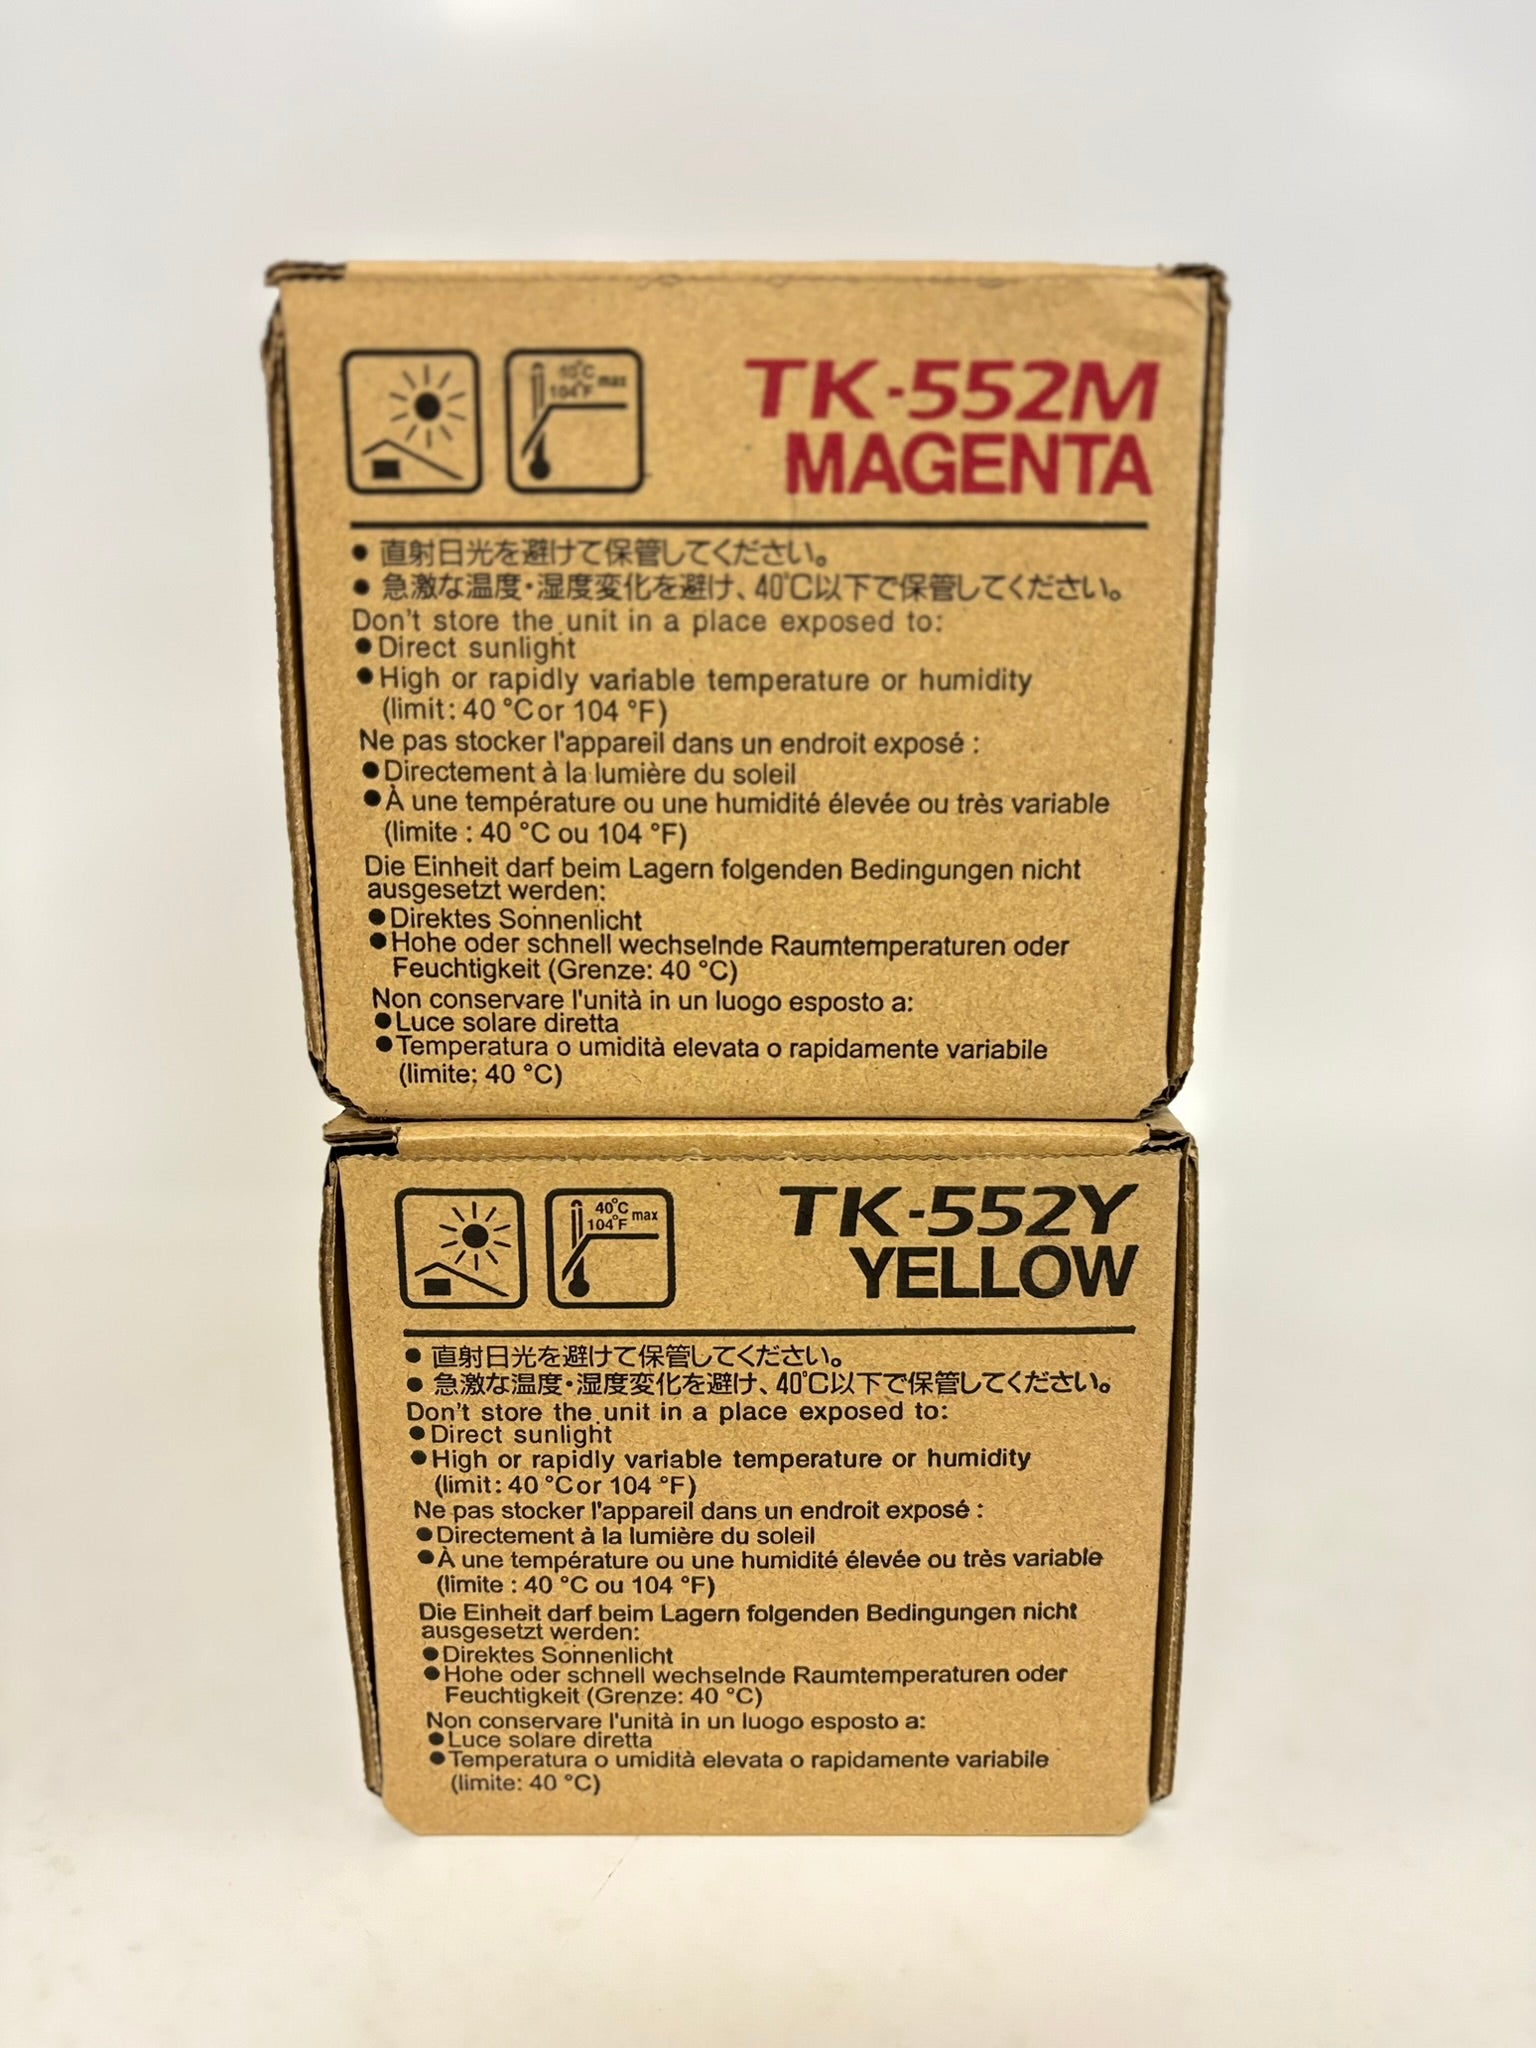 40°C
104°F max
TK-552M
MAGENTA
● 直射日光を避けて保管してください。
● 急激な温度・湿度変化を避け、40℃以下で保管してください。
Don't store the unit in a place exposed to:
●Direct sunlight
●High or rapidly variable temperature or humidity
(limit: 40 °C or 104 °F)
Ne pas stocker l'appareil dans un endroit exposé :
●Directement à la lumière du soleil
●À une température ou une humidité élevée ou très variable
(limite : 40 °C ou 104 °F)
Die Einheit darf beim Lagern folgenden Bedingungen nicht
ausgesetzt werden:
●Direktes Sonnenlicht
●Hohe oder schnell wechselnde Raumtemperaturen oder
Feuchtigkeit (Grenze: 40 °C)
Non conservare l'unità in un luogo esposto a:
●Luce solare diretta
●Temperatura o umidità elevata o rapidamente variabile
(limite: 40 °C)
40°C
104°F max
TK-552Y
YELLOW
● 直射日光を避けて保管してください。
● 急激な温度・湿度変化を避け、40℃以下で保管してください。
Don't store the unit in a place exposed to:
●Direct sunlight
●High or rapidly variable temperature or humidity
(limit: 40 °C or 104 °F)
Ne pas stocker l'appareil dans un endroit exposé :
●Directement à la lumière du soleil
●À une température ou une humidité élevée ou très variable
(limite : 40 °C ou 104 °F)
Die Einheit darf beim Lagern folgenden Bedingungen nicht
ausgesetzt werden:
●Direktes Sonnenlicht
●Hohe oder schnell wechselnde Raumtemperaturen oder
Feuchtigkeit (Grenze: 40 °C)
Non conservare l'unità in un luogo esposto a:
●Luce solare diretta
●Temperatura o umidità elevata o rapidamente variabile
(limite: 40 °C)